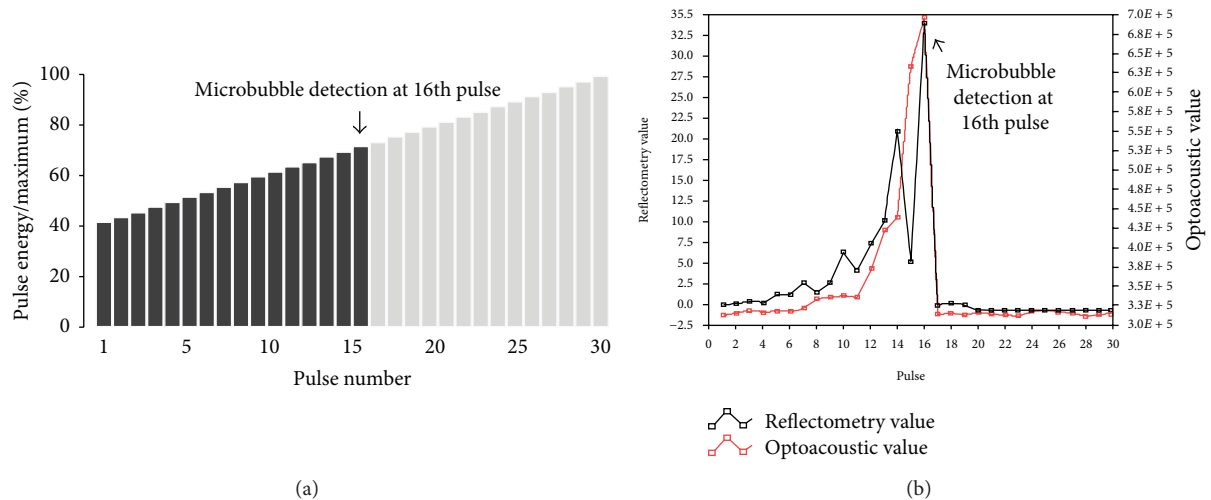 Pulse energy/maximum (%)
100
80
60
40
20
0
Microbubble detection at 16th pulse
1 5 10 15 20 25 30
Pulse number
(a)
Reflectometry value
35.5
32.5
30.0
27.5
25.0
22.5
20.0
17.5
15.0
12.5
10.0
7.5
5.0
2.5
0.0
−2.5
Microbubble
detection at
16th pulse
7.0E + 5
6.8E + 5
6.5E + 5
6.3E + 5
6.0E + 5
5.8E + 5
5.5E + 5
5.3E + 5
5.0E + 5
4.8E + 5
4.5E + 5
4.3E + 5
4.0E + 5
3.8E + 5
3.5E + 5
3.3E + 5
3.0E + 5
Optoacoustic value
0 2 4 6 8 10 12 14 16 18 20 22 24 26 28 30
Pulse
Reflectometry value
Optoacoustic value
(b)